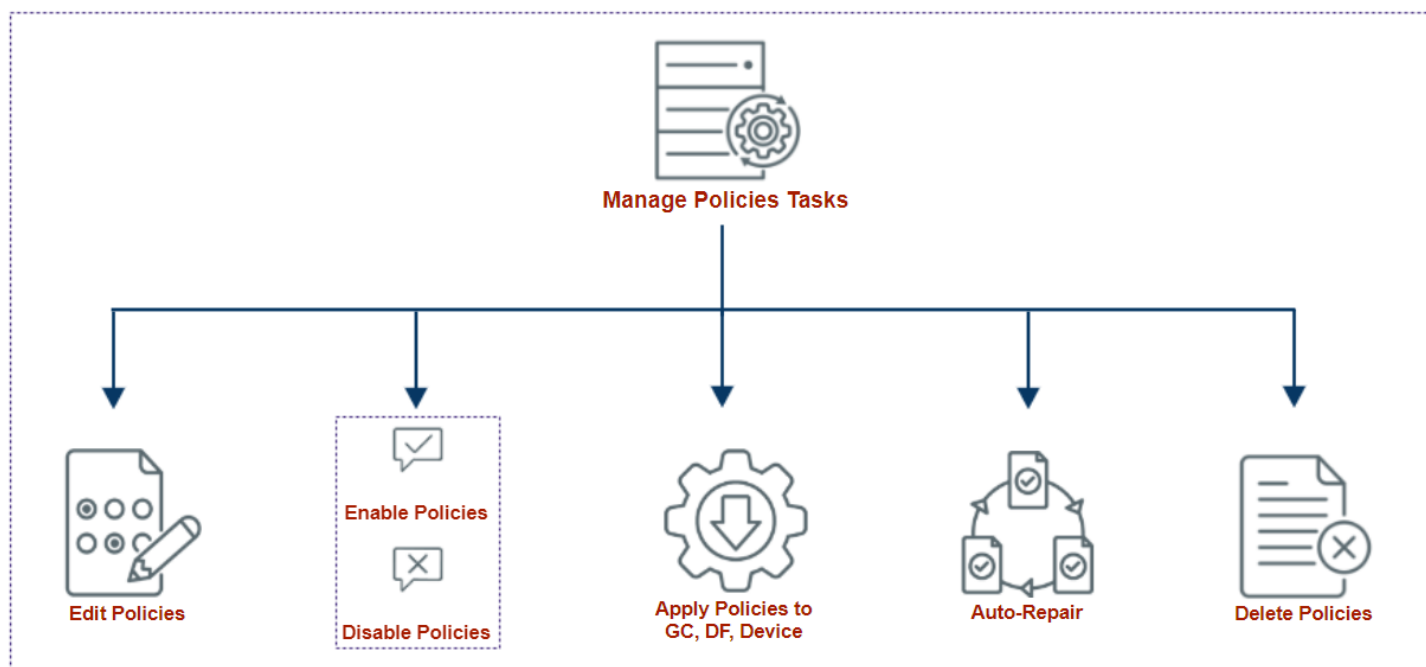 Manage Policies Tasks
Enable Policies
Edit Policies
Disable Policies
Apply Policies to
GC, DF, Device
Auto-Repair
Delete Policies